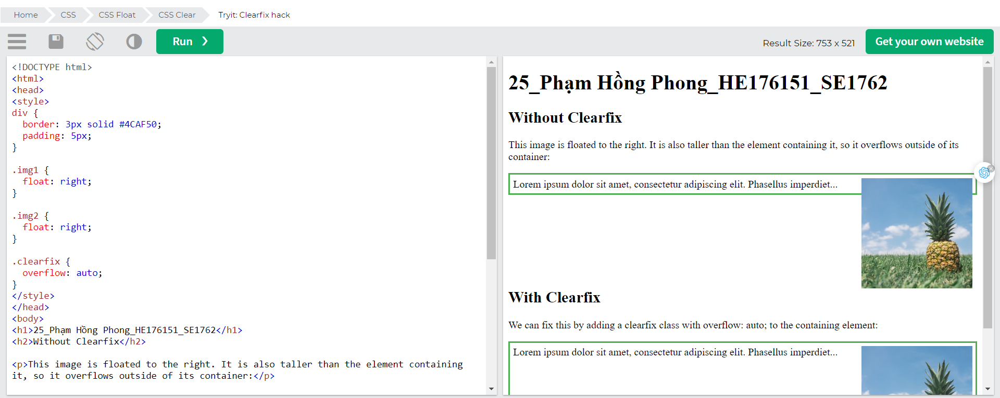 Home CSS CSS Float CSS Clear Tryit: Clearfix hack
Run ❯ Result Size: 753 x 521 Get your own website
<!DOCTYPE html>
<html>
<head>
<style>
div {
  border: 3px solid #4CAF50;
  padding: 5px;
}

.img1 {
  float: right;
}

.img2 {
  float: right;
}

.clearfix {
  overflow: auto;
}
</style>
</head>
<body>
<h1>25_Phạm Hồng Phong_HE176151_SE1762</h1>
<h2>Without Clearfix</h2>

<p>This image is floated to the right. It is also taller than the element containing
it, so it overflows outside of its container:</p>
25_Phạm Hồng Phong_HE176151_SE1762
Without Clearfix
This image is floated to the right. It is also taller than the element containing it, so it overflows outside of its
container:
Lorem ipsum dolor sit amet, consectetur adipiscing elit. Phasellus imperdiet...
With Clearfix
We can fix this by adding a clearfix class with overflow: auto; to the containing element:
Lorem ipsum dolor sit amet, consectetur adipiscing elit. Phasellus imperdiet...